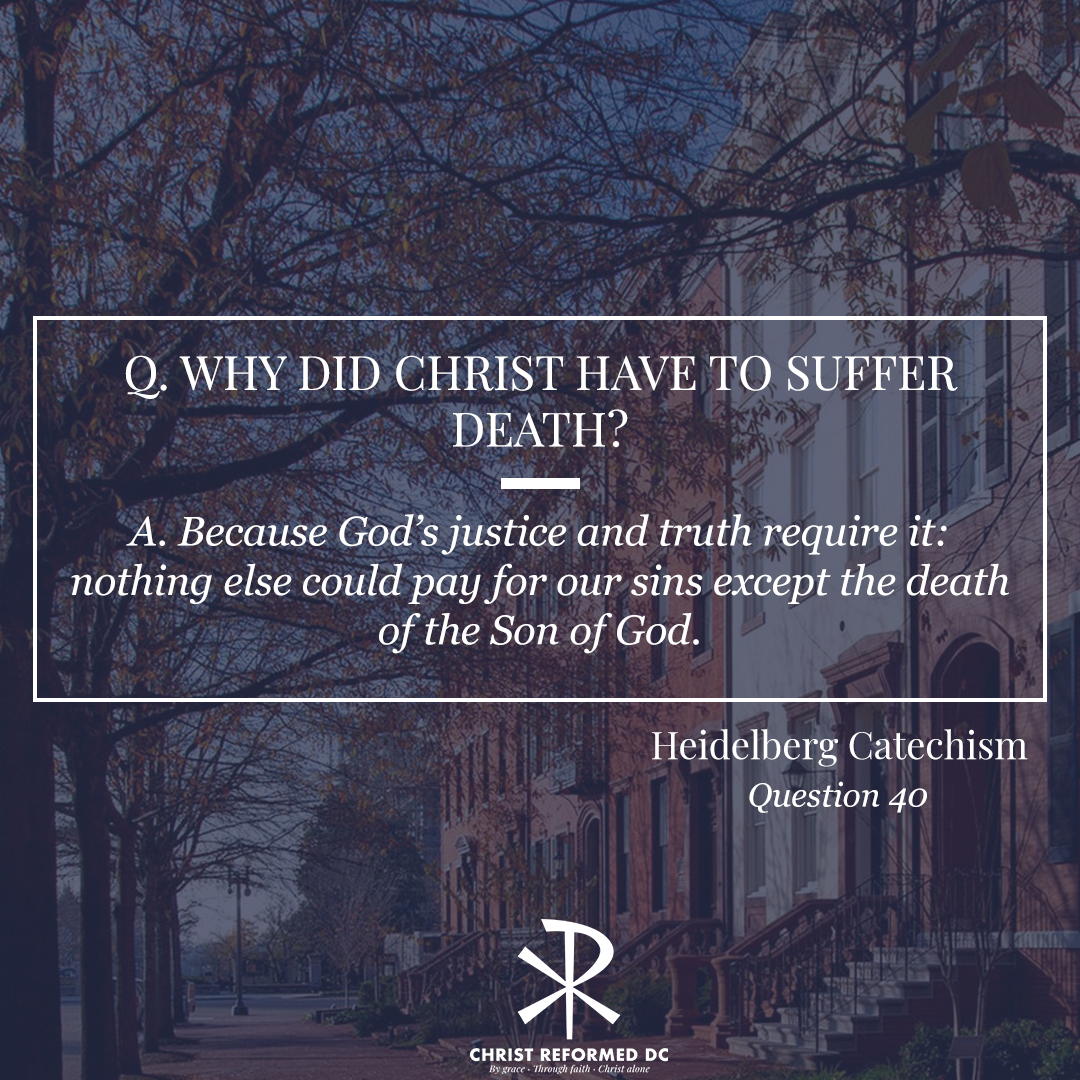 Q. WHY DID CHRIST HAVE TO SUFFER
DEATH?
A. Because God’s justice and truth require it:
nothing else could pay for our sins except the death
of the Son of God.
Heidelberg Catechism
Question 40
CHRIST REFORMED DC
By grace · Through faith · Christ alone